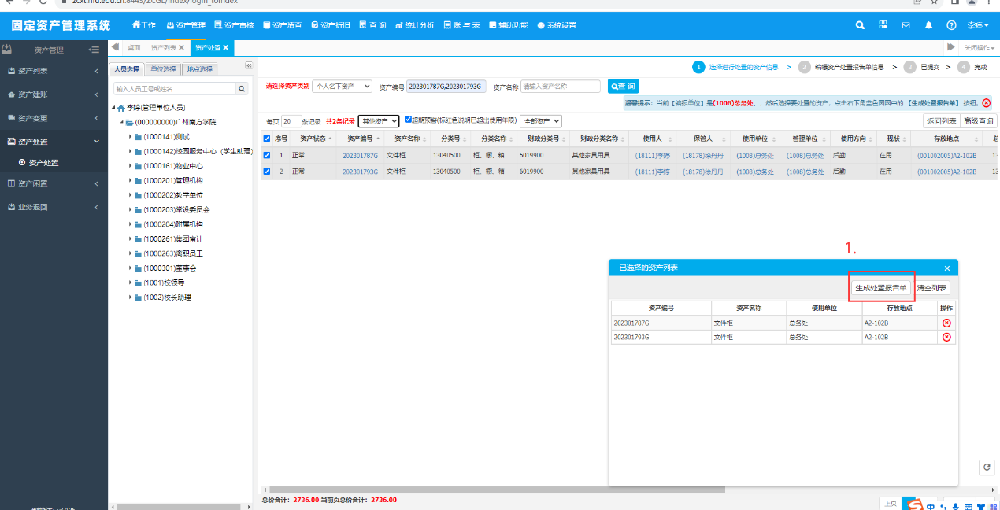 zcxt.nfu.edu.cn:8443/ZCGL/index/login_toIndex
固定资产管理系统 工作 资产管理 资产审核 资产清查 资产折旧 查 询 统计分析 账 与 表 辅助功能 系统设置 李婷
资产管理 桌面 资产列表 资产处置 关闭操作
人员选择 单位选择 地点选择 1 选择进行处置的资产信息 > 2 编辑资产处置报告单信息 > 3 已提交 > 4 完成
资产列表
资产建账
资产变更
资产处置
资产处置
资产闲置
业务退回
输入人员工号或姓名
李婷(管理单位人员)
(000000000)广州南方学院
(1000141)测试
(1000142)校园服务中心（学生助理）
(1000161)物业中心
(1000201)管理机构
(1000202)教学单位
(1000203)常设委员会
(1000204)附属机构
(1000261)集团审计
(1000263)离职员工
(1000301)董事会
(1001)校领导
(1002)校长助理
请选择资产类别 个人名下资产 资产编号 202301787G,202301793G 资产名称 请输入资产名称 查 询
温馨提示：当前【编报单位】是(1008)总务处，，然后选择要处置的资产，点击右下角蓝色圆圈中的 【生成处置报告单】 按钮。
每页 20 条记录 共2条记录 其他资产 超期预警(标红色说明已超出使用年限) 全部资产 返回列表 高级查询
序号 资产状态 资产编号 资产名称 分类号 分类名称 财政分类号 财政分类名称 使用人 保管人 使用单位 管理单位 使用方向 现状 存放地点
1 正常 202301787G 文件柜 13040500 柜、橱、箱 6019900 其他家具用具 (18111)李婷 (18178)徐丹丹 (1008)总务处 (1008)总务处 后勤 在用 (001002005)A2-102B
2 正常 202301793G 文件柜 13040500 柜、橱、箱 6019900 其他家具用具 (18111)李婷 (18178)徐丹丹 (1008)总务处 (1008)总务处 后勤 在用 (001002005)A2-102B
1.
已选择的资产列表
生成处置报告单 清空列表
资产编号 资产名称 使用单位 存放地点 操作
202301787G 文件柜 总务处 A2-102B
202301793G 文件柜 总务处 A2-102B
总价合计：2736.00 当前页总价合计：2736.00
上页
中